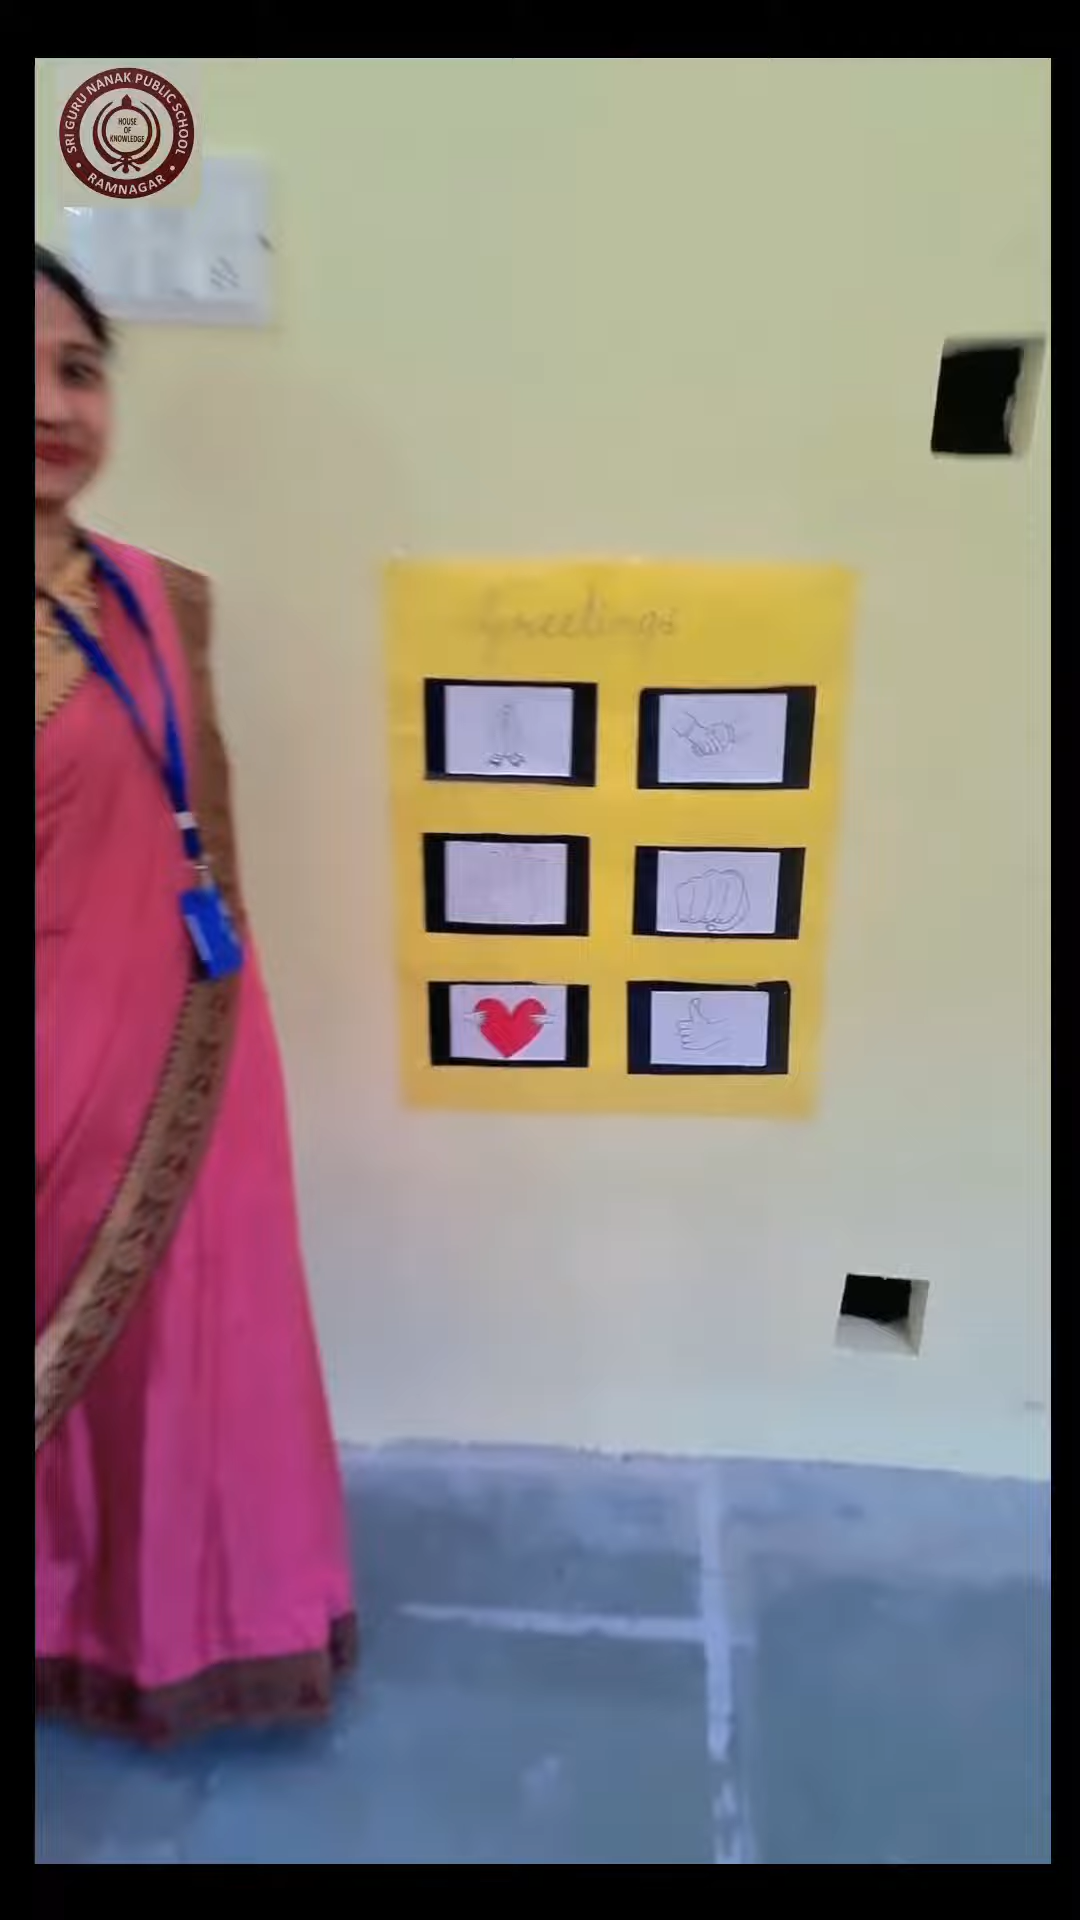 SRI GURU NANAK PUBLIC SCHOOL
HOUSE
OF
KNOWLEDGE
• RAMNAGAR •
Greetings